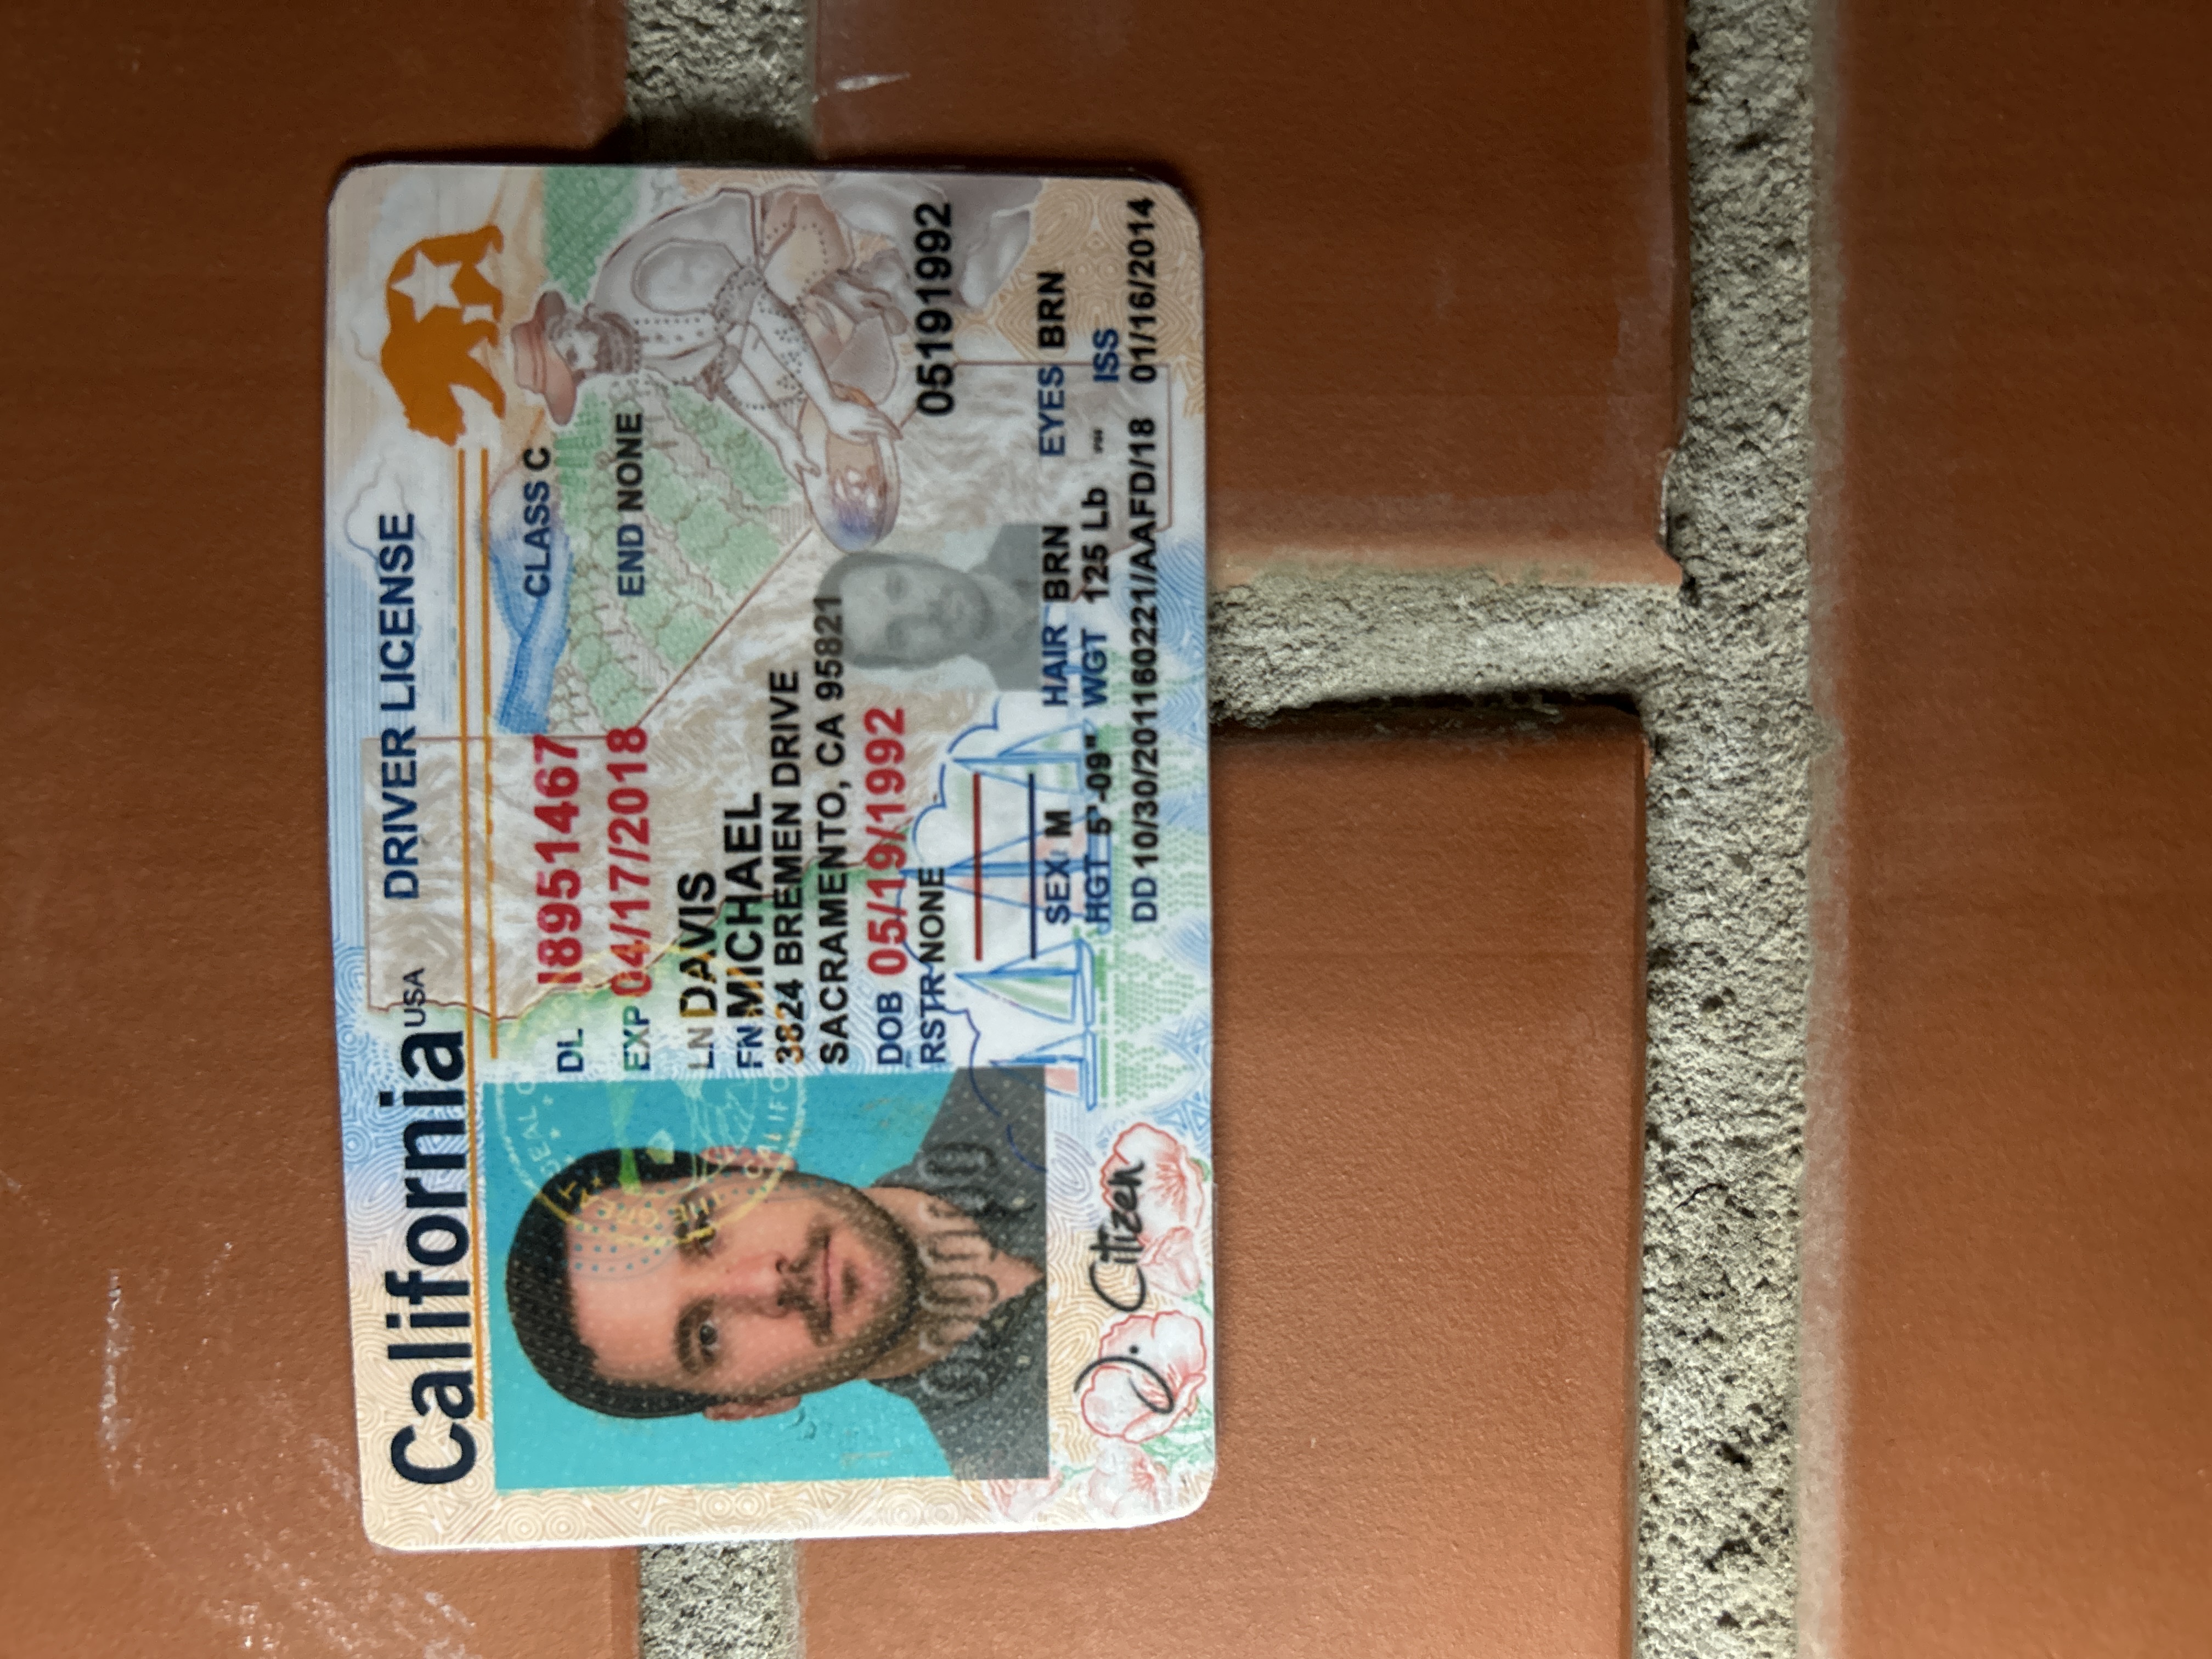 California USA DRIVER LICENSE
DL I8951467 CLASS C
EXP 04/17/2018 END NONE
LN DAVIS
FN MICHAEL
3824 BREMEN DRIVE
SACRAMENTO, CA 95821
DOB 05/19/1992
RSTR NONE 05191992
SEX M HAIR BRN EYES BRN
HGT 5'-09" WGT 125 Lb ISS
DD 10/30/201160221/AAFD/18 01/16/2014
J. Citizen